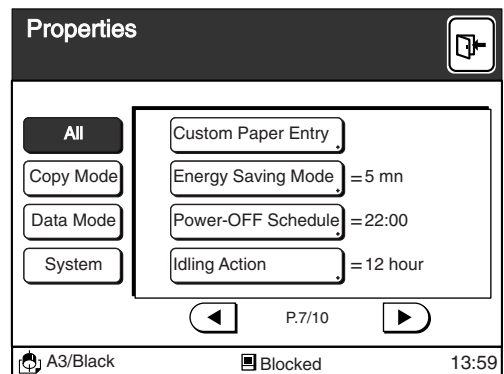 Properties
All
Custom Paper Entry
Copy Mode
Energy Saving Mode =5 mn
Data Mode
Power-OFF Schedule =22:00
System
Idling Action =12 hour
P.7/10
A3/Black Blocked 13:59